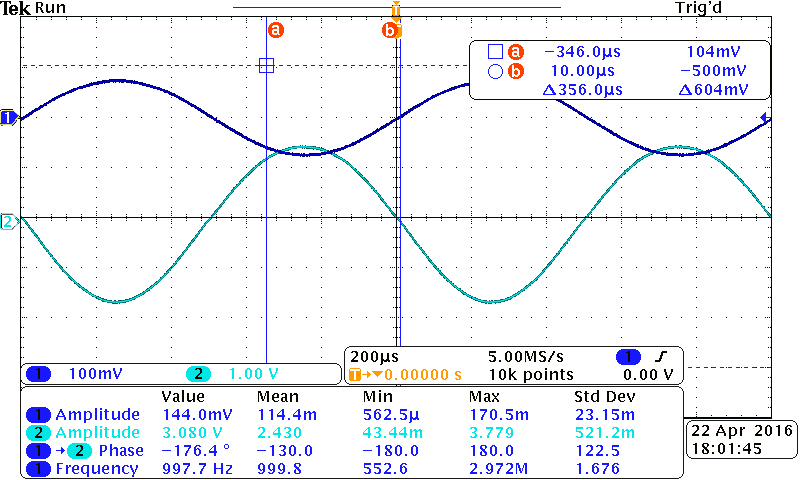 Tek Run Trig'd
a b T
a −346.0µs 104mV
b 10.00µs −500mV
Δ356.0µs Δ604mV
1
2
1 100mV 2 1.00 V
200µs 5.00MS/s 1
T→▾0.00000 s 10k points 0.00 V
Value Mean Min Max Std Dev
1 Amplitude 144.0mV 114.4m 562.5µ 170.5m 23.15m
2 Amplitude 3.080 V 2.430 43.44m 3.779 521.2m
1→2 Phase −176.4 ° −130.0 −180.0 180.0 122.5
1 Frequency 997.7 Hz 999.8 552.6 2.972M 1.676
22 Apr 2016
18:01:45